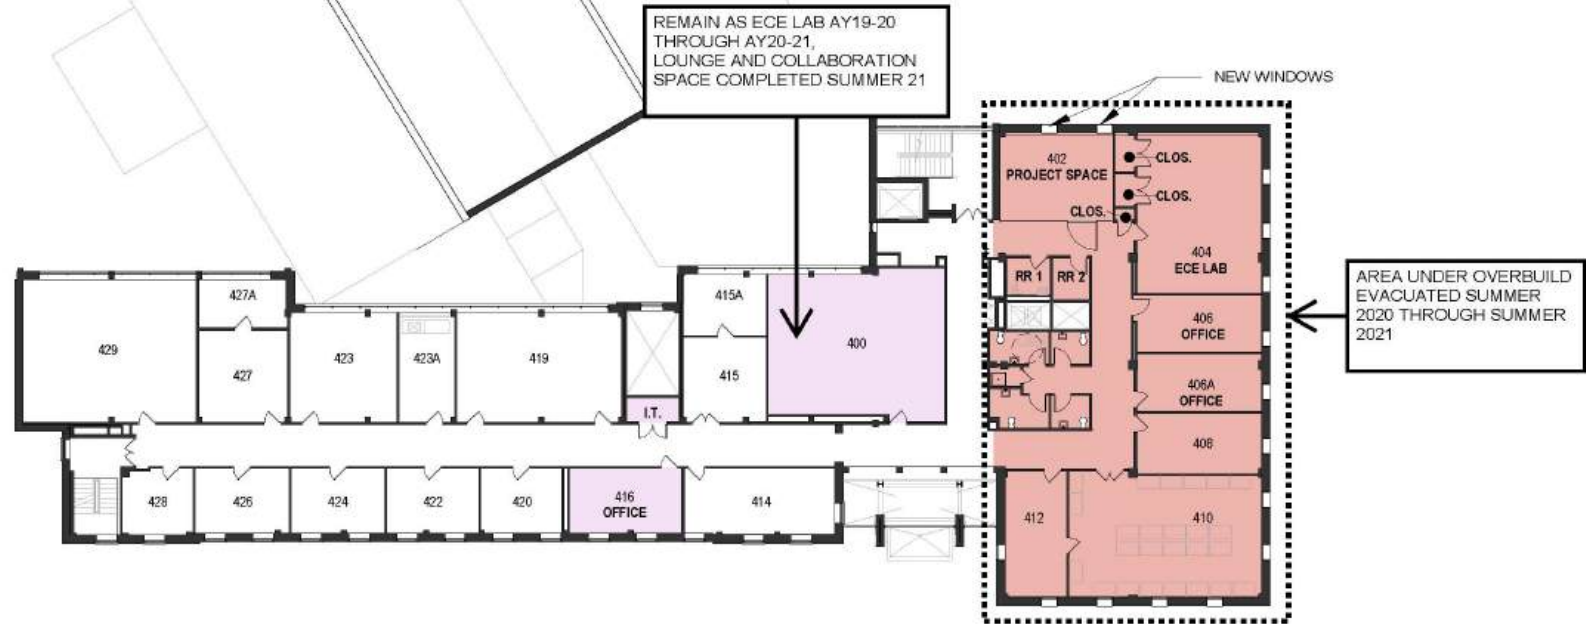 REMAIN AS ECE LAB AY19-20
THROUGH AY20-21,
LOUNGE AND COLLABORATION
SPACE COMPLETED SUMMER 21
NEW WINDOWS
402
PROJECT SPACE
CLOS.
CLOS.
CLOS.
404
ECE LAB
RR 1
RR 2
AREA UNDER OVERBUILD
EVACUATED SUMMER
2020 THROUGH SUMMER
2021
406
OFFICE
406A
OFFICE
408
410
412
429
427A
427
423
423A
419
I.T.
415A
415
400
428
426
424
422
420
416
OFFICE
414